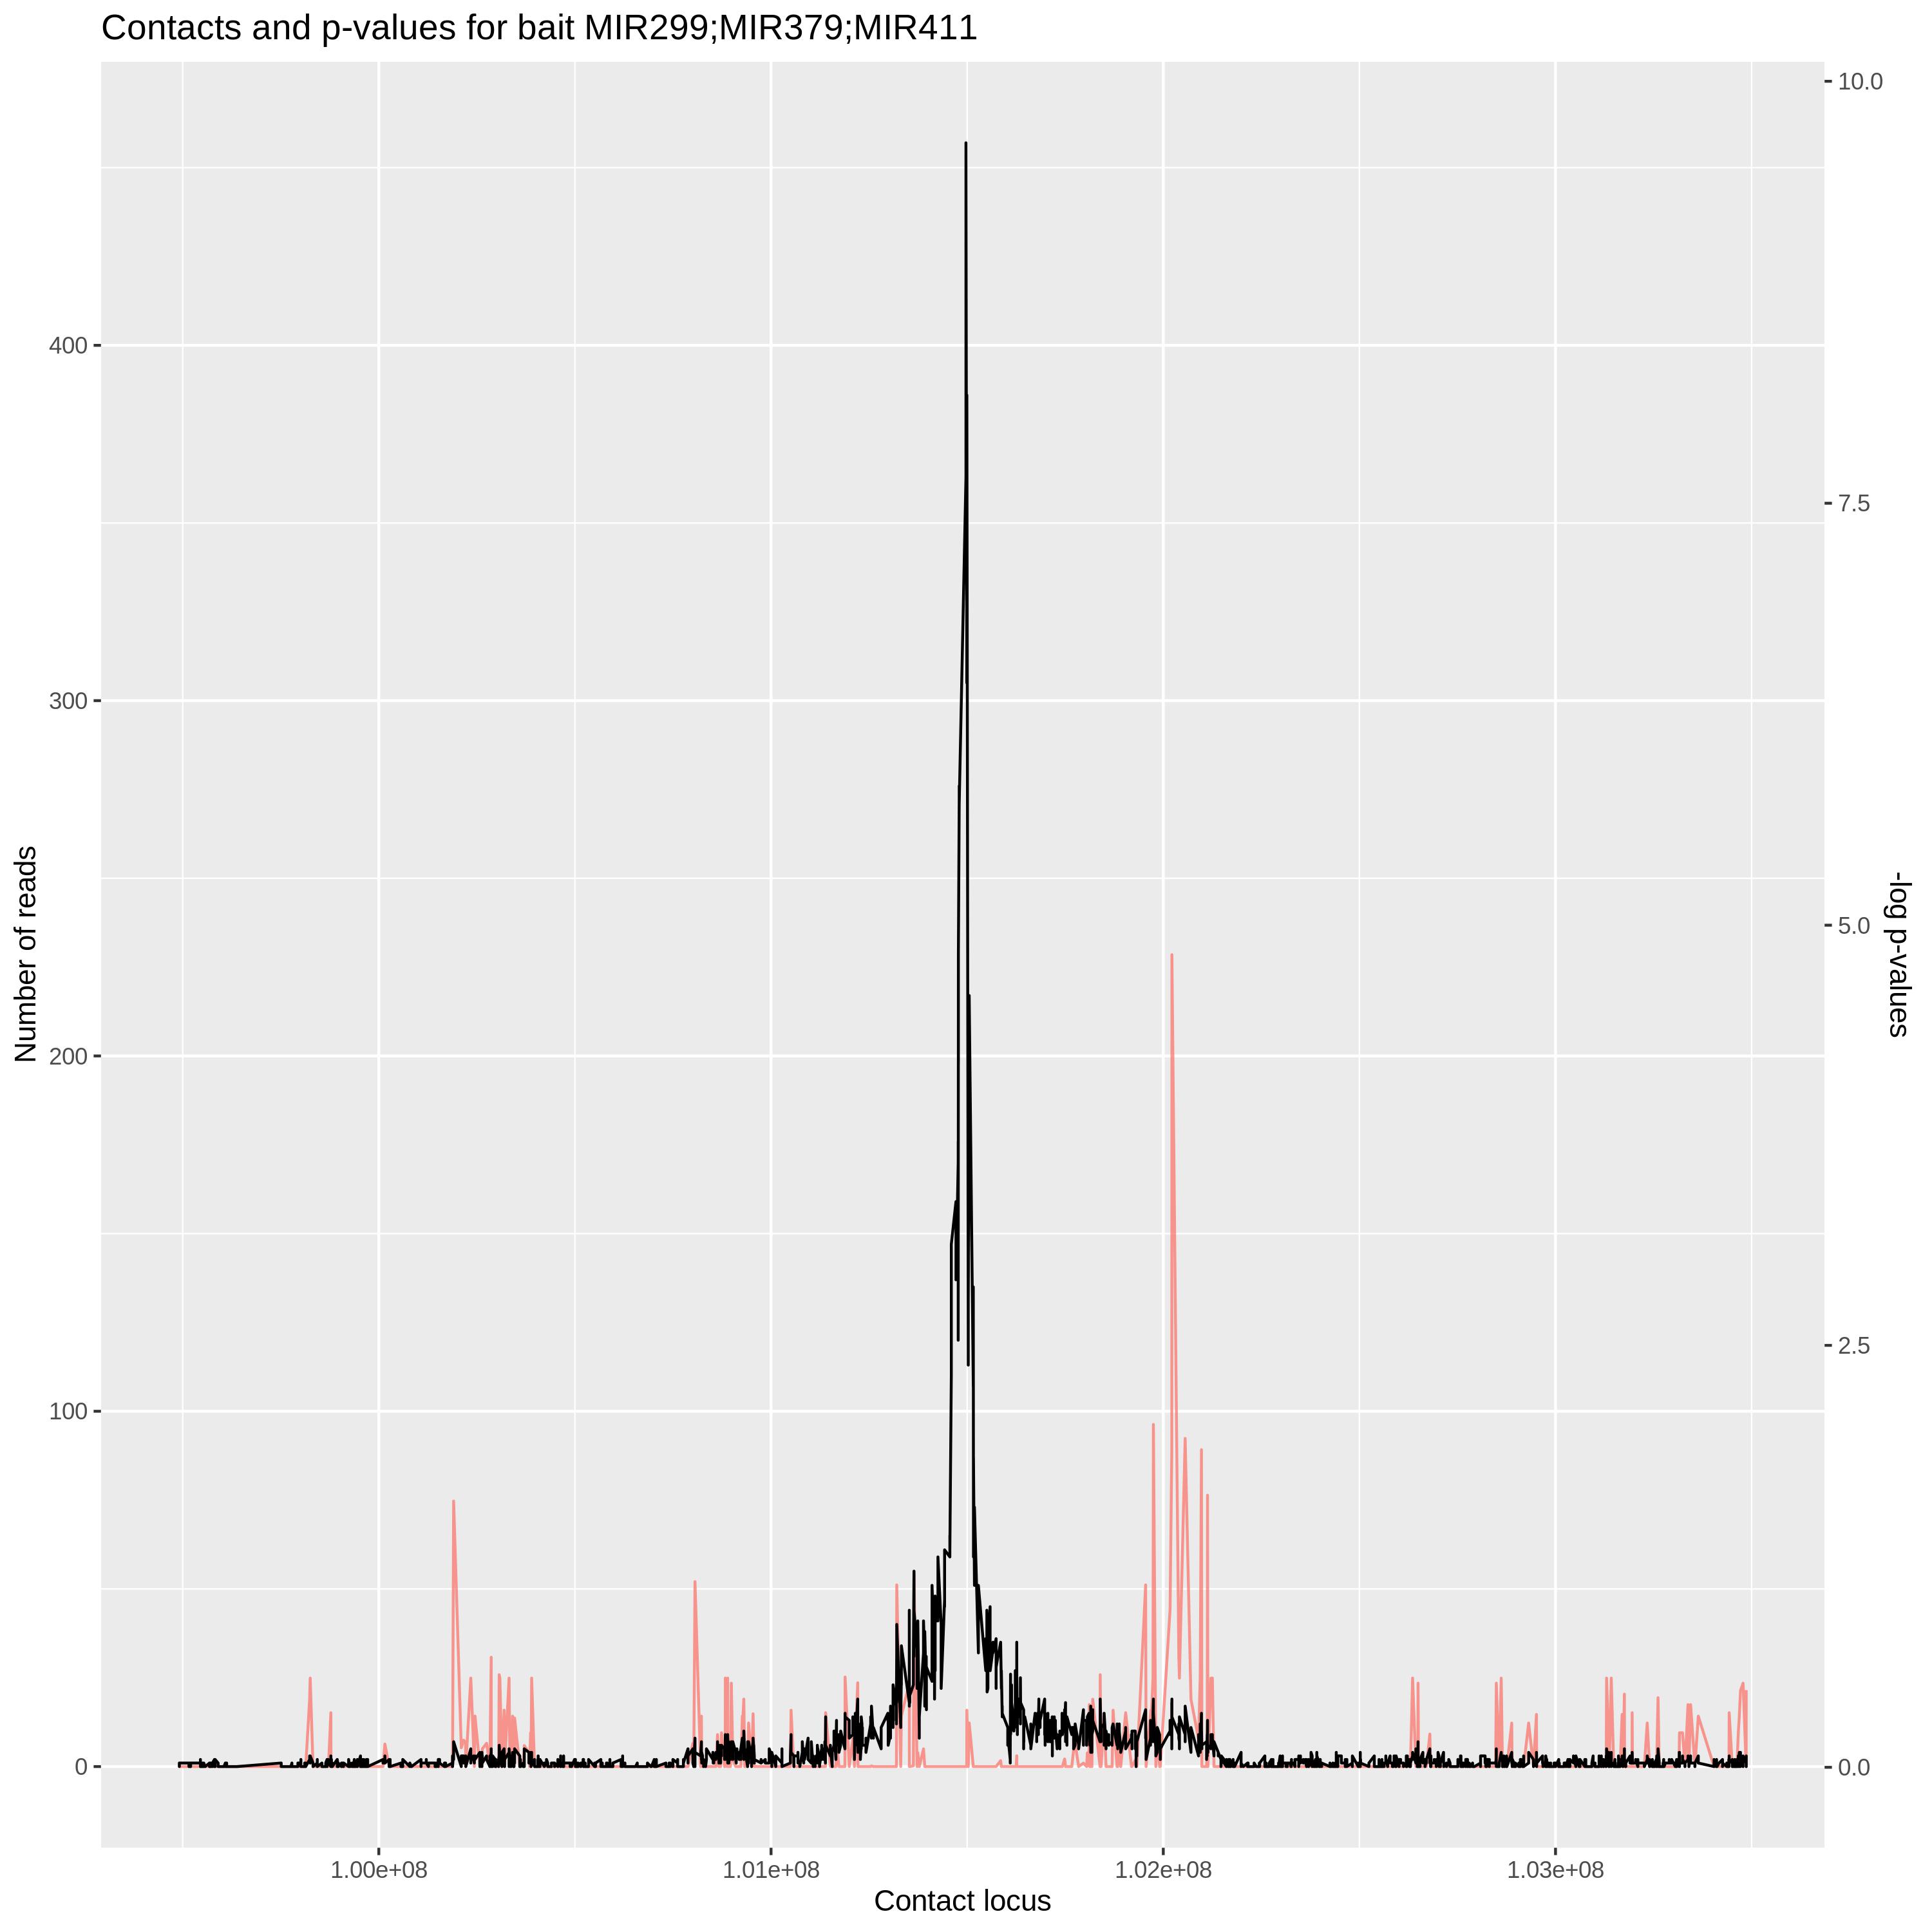 Contacts and p-values for bait MIR299;MIR379;MIR411
10.0
7.5
5.0
2.5
0.0
-log p-values
400
300
200
100
0
Number of reads
1.00e+08
1.01e+08
1.02e+08
1.03e+08
Contact locus